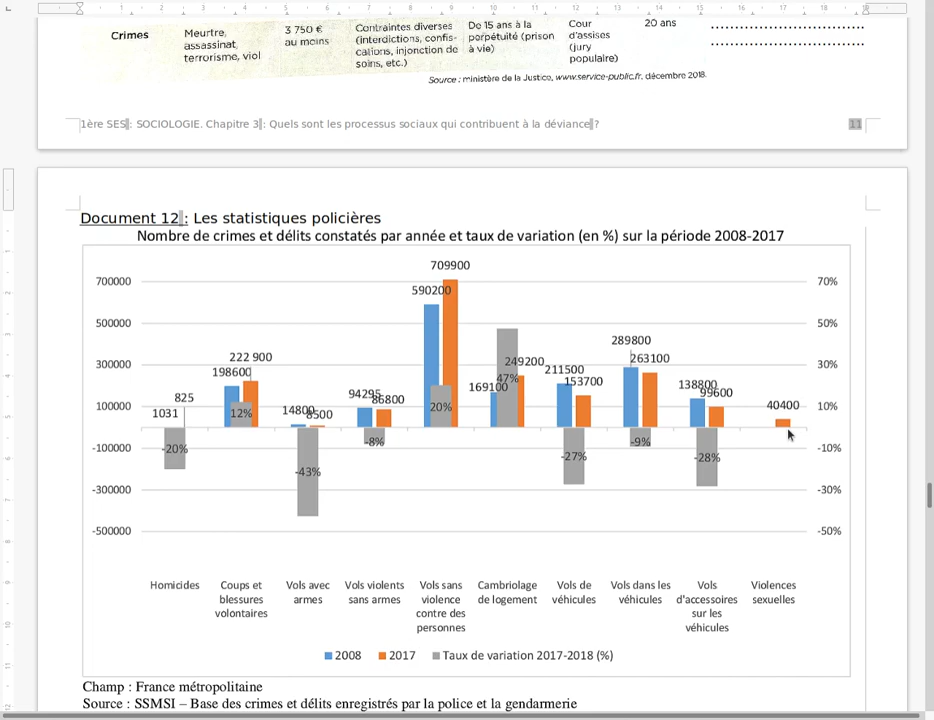 Crimes
Meurtre,
assassinat,
terrorisme, viol
3 750 €
au moins
Contraintes diverses
(interdictions, confis-
cations, injonction de
soins, etc.)
De 15 ans à la
perpétuité (prison
à vie)
Cour
d'assises
(jury
populaire)
20 ans
Source : ministère de la Justice, www.service-public.fr, décembre 2018.
1ère SES : SOCIOLOGIE. Chapitre 3 : Quels sont les processus sociaux qui contribuent à la déviance ?
11
Document 12 : Les statistiques policières
Nombre de crimes et délits constatés par année et taux de variation (en %) sur la période 2008-2017
700000
500000
300000
100000
-100000
-300000
-500000
70%
50%
30%
10%
-10%
-30%
-50%
1031
825
-20%
198600
222 900
12%
14800
8500
-43%
94295
86800
-8%
590200
709900
20%
169100
249200
47%
211500
153700
-27%
289800
263100
-9%
138800
99600
-28%
40400
Homicides
Coups et
blessures
volontaires
Vols avec
armes
Vols violents
sans armes
Vols sans
violence
contre des
personnes
Cambriolage
de logement
Vols de
véhicules
Vols dans les
véhicules
Vols
d'accessoires
sur les
véhicules
Violences
sexuelles
2008
2017
Taux de variation 2017-2018 (%)
Champ : France métropolitaine
Source : SSMSI – Base des crimes et délits enregistrés par la police et la gendarmerie